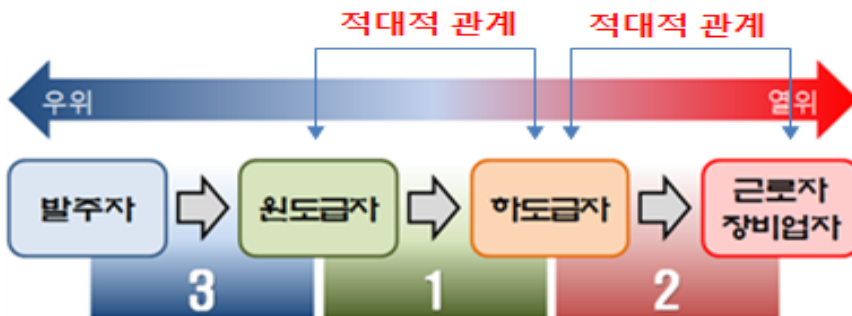 적대적 관계
적대적 관계
우위
열위
발주자
원도급자
하도급자
근로자
장비업자
3
1
2